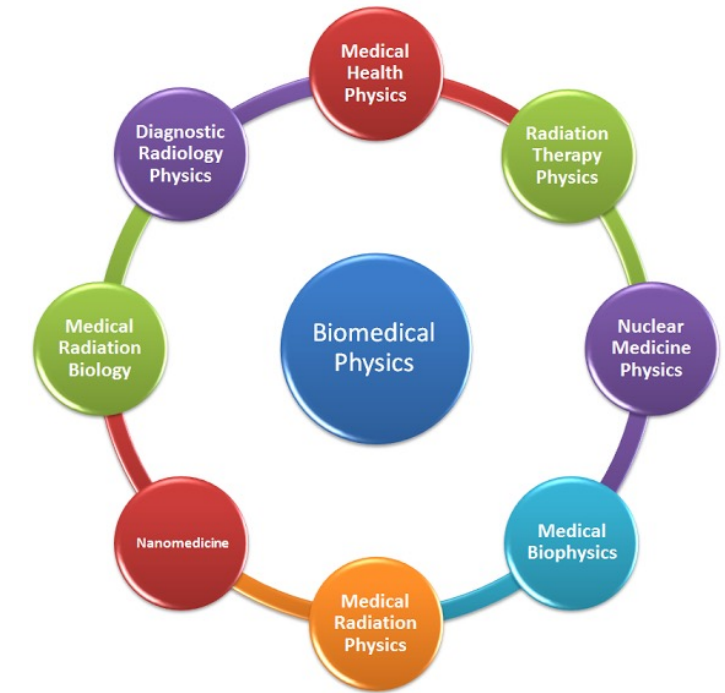 Medical
Health
Physics
Radiation
Therapy
Physics
Nuclear
Medicine
Physics
Medical
Biophysics
Medical
Radiation
Physics
Nanomedicine
Medical
Radiation
Biology
Diagnostic
Radiology
Physics
Biomedical
Physics